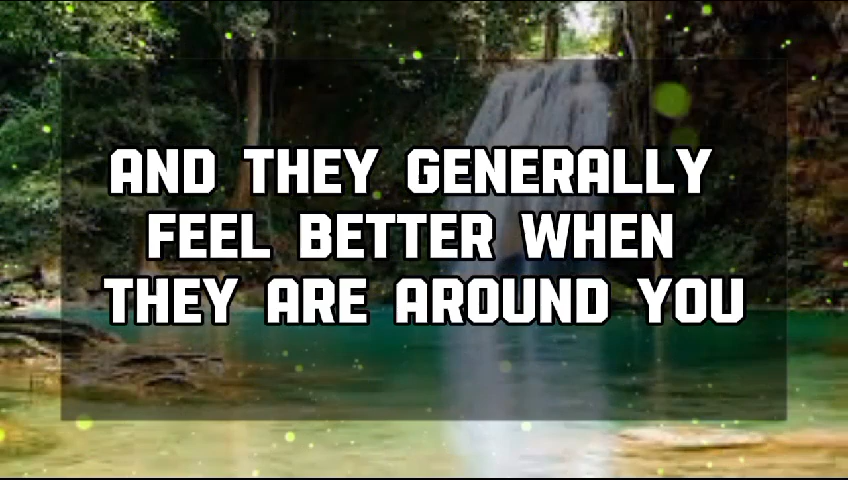 AND THEY GENERALLY
FEEL BETTER WHEN
THEY ARE AROUND YOU